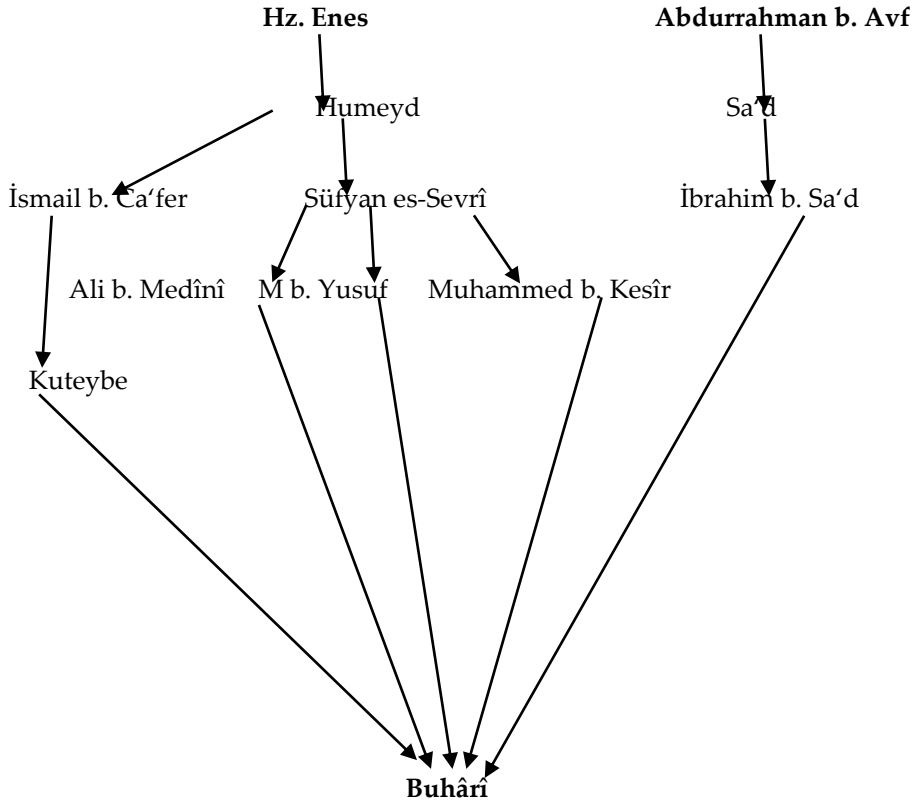 Hz. Enes Abdurrahman b. Avf
Humeyd Sa‘d
İsmail b. Ca‘fer Süfyan es-Sevrî İbrahim b. Sa‘d
Ali b. Medînî M b. Yusuf Muhammed b. Kesîr
Kuteybe
Buhârî